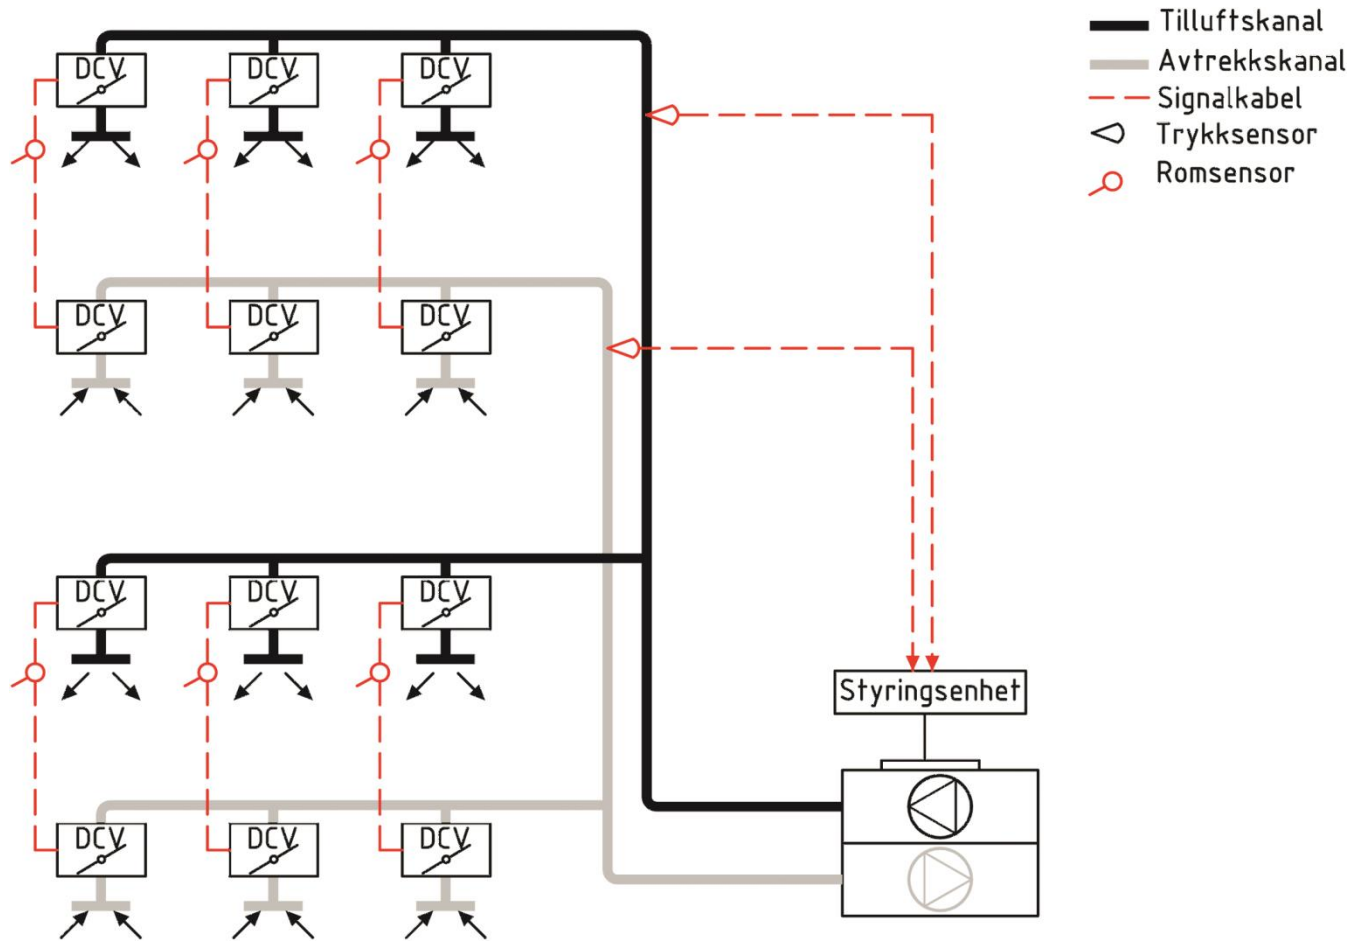 Tilluftskanal
Avtrekkskanal
Signalkabel
Trykksensor
Romsensor
DCV DCV DCV
DCV DCV DCV
DCV DCV DCV
Styringsenhet
DCV DCV DCV